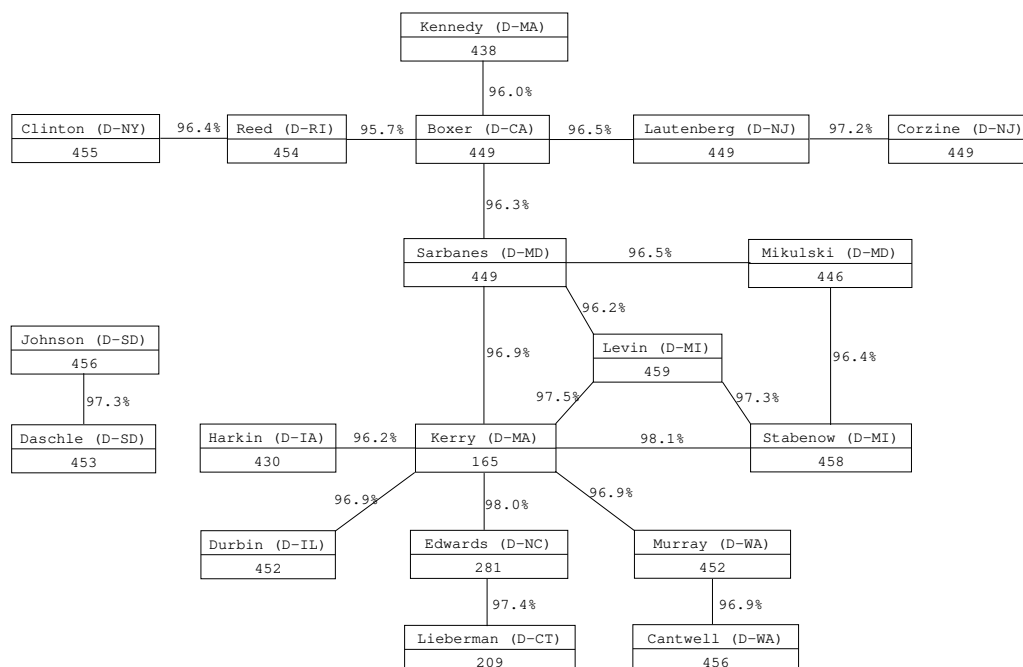 Kennedy (D-MA)
438
96.0%
Clinton (D-NY)
455
96.4%
Reed (D-RI)
454
95.7%
Boxer (D-CA)
449
96.5%
Lautenberg (D-NJ)
449
97.2%
Corzine (D-NJ)
449
96.3%
Sarbanes (D-MD)
449
96.5%
Mikulski (D-MD)
446
96.2%
Johnson (D-SD)
456
96.9%
Levin (D-MI)
459
96.4%
97.3%
97.5%
97.3%
Daschle (D-SD)
453
Harkin (D-IA)
430
96.2%
Kerry (D-MA)
165
98.1%
Stabenow (D-MI)
458
96.9%
98.0%
96.9%
Durbin (D-IL)
452
Edwards (D-NC)
281
Murray (D-WA)
452
97.4%
96.9%
Lieberman (D-CT)
209
Cantwell (D-WA)
456